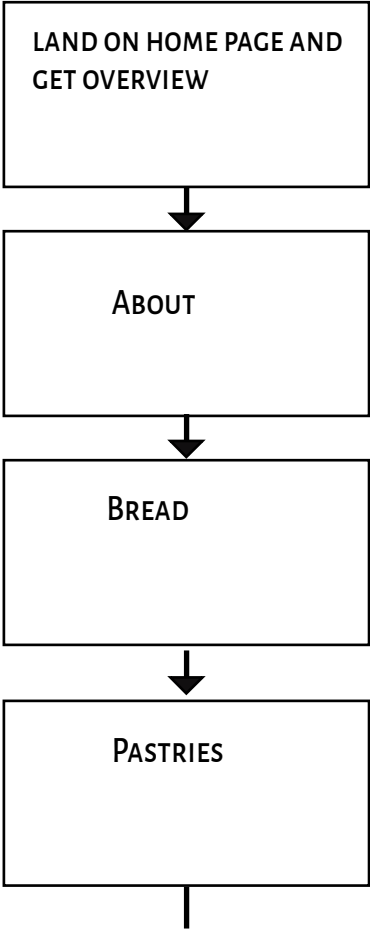 LAND ON HOME PAGE AND
GET OVERVIEW
ABOUT
BREAD
PASTRIES